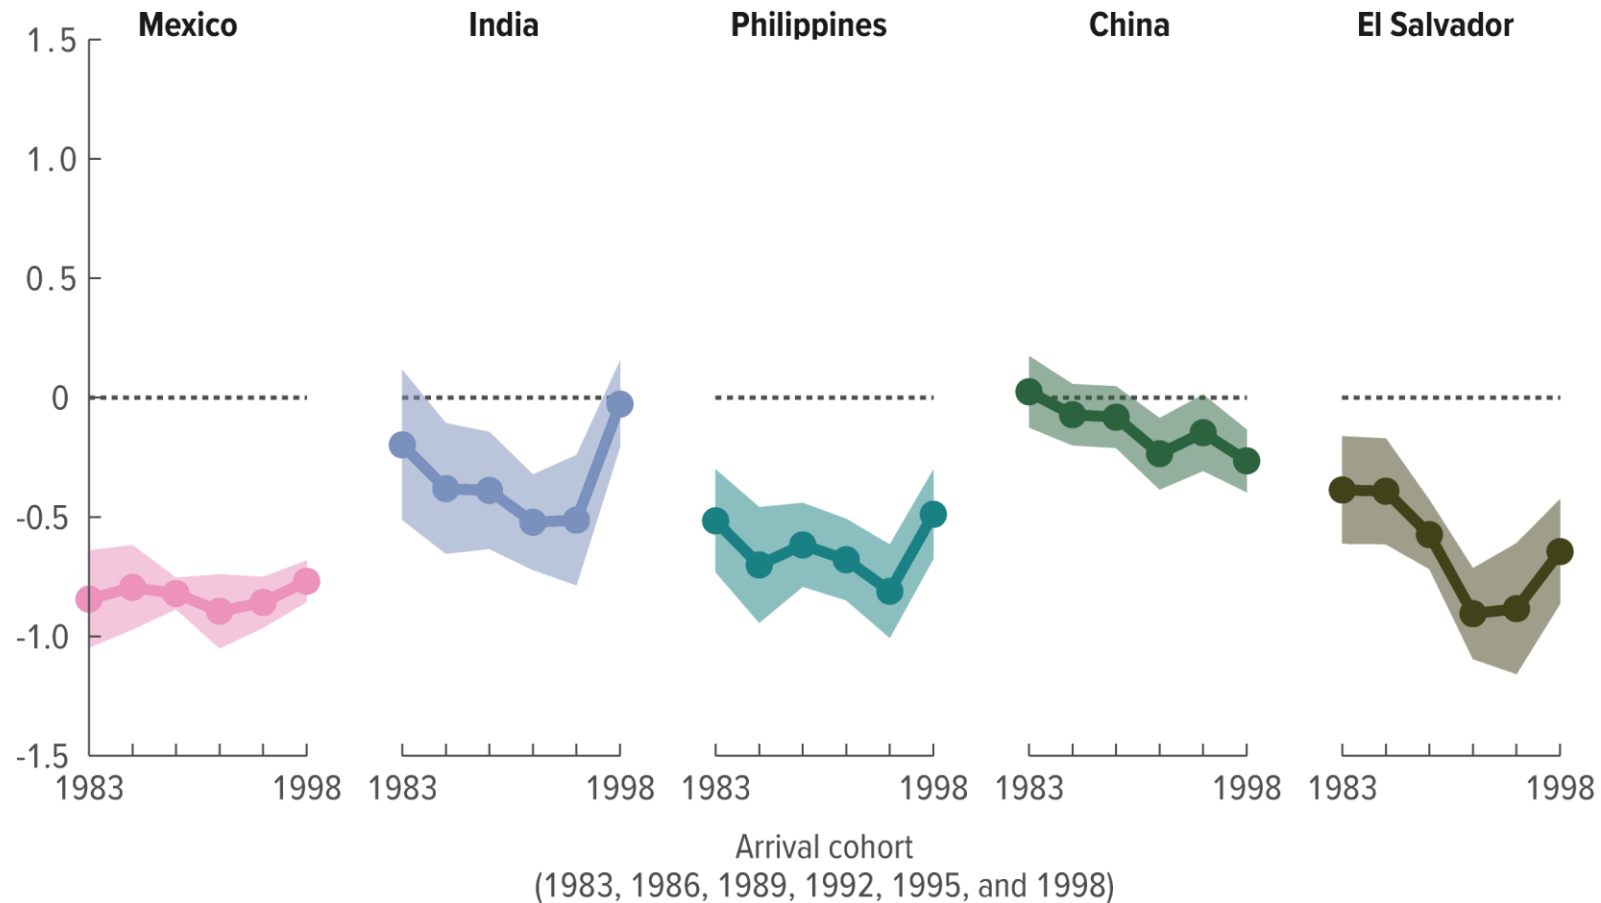 Mexico India Philippines China El Salvador
1.5
1.0
0.5
0
-0.5
-1.0
-1.5
1983 1998 1983 1998 1983 1998 1983 1998 1983 1998
Arrival cohort
(1983, 1986, 1989, 1992, 1995, and 1998)